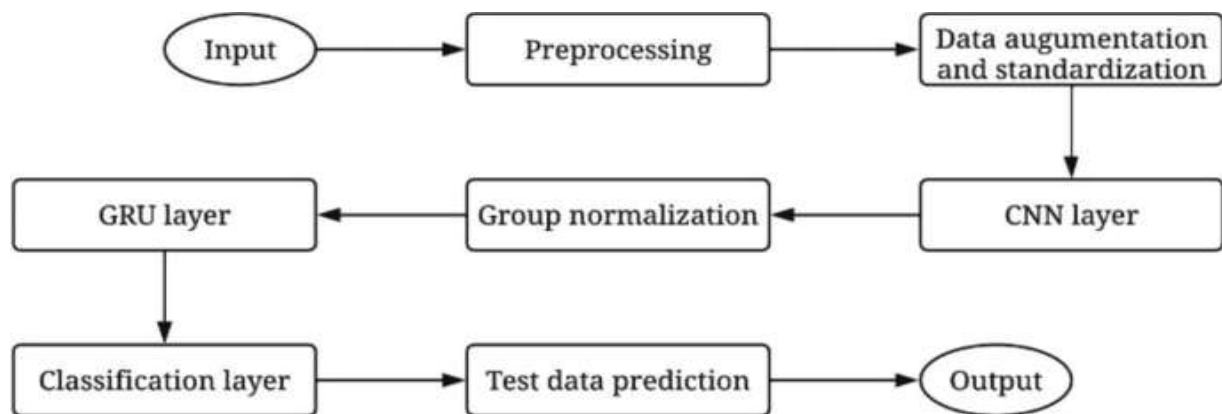 Input
Preprocessing
Data augumentation
and standardization
CNN layer
Group normalization
GRU layer
Classification layer
Test data prediction
Output